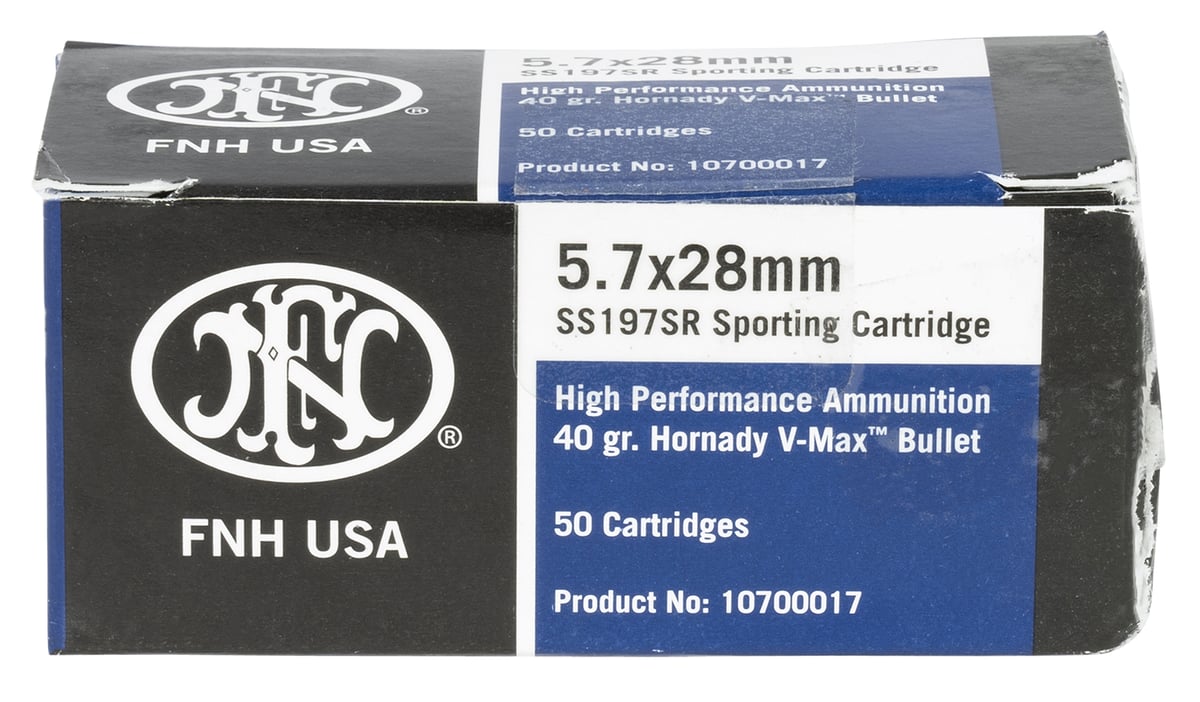 FN
®
FNH USA
5.7x28mm
SS197SR Sporting Cartridge
High Performance Ammunition
40 gr. Hornady V-Max™ Bullet
50 Cartridges
Product No: 10700017
FN
®
FNH USA
5.7x28mm
SS197SR Sporting Cartridge
High Performance Ammunition
40 gr. Hornady V-Max™ Bullet
50 Cartridges
Product No: 10700017